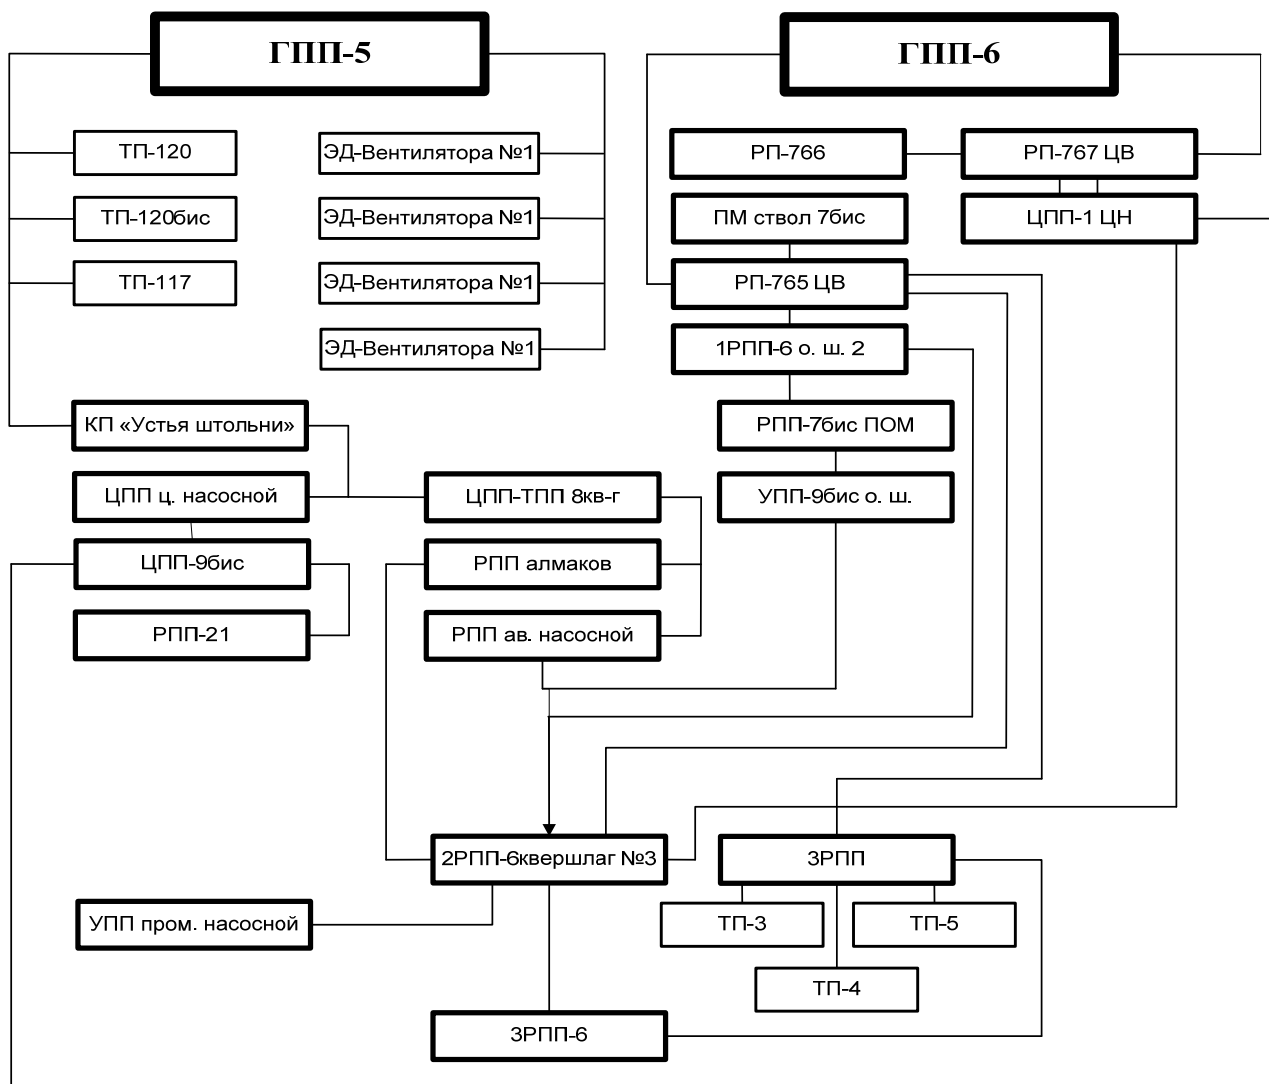 ГПП-5
ГПП-6
ТП-120
ЭД-Вентилятора №1
РП-766
РП-767 ЦВ
ТП-120бис
ЭД-Вентилятора №1
ПМ ствол 7бис
ЦПП-1 ЦН
ТП-117
ЭД-Вентилятора №1
РП-765 ЦВ
ЭД-Вентилятора №1
1РПП-6 о. ш. 2
КП «Устья штольни»
РПП-7бис ПОМ
ЦПП ц. насосной
ЦПП-ТПП 8кв-г
УПП-9бис о. ш.
ЦПП-9бис
РПП алмаков
РПП-21
РПП ав. насосной
2РПП-6квершлаг №3
3РПП
УПП пром. насосной
ТП-3
ТП-5
ТП-4
3РПП-6